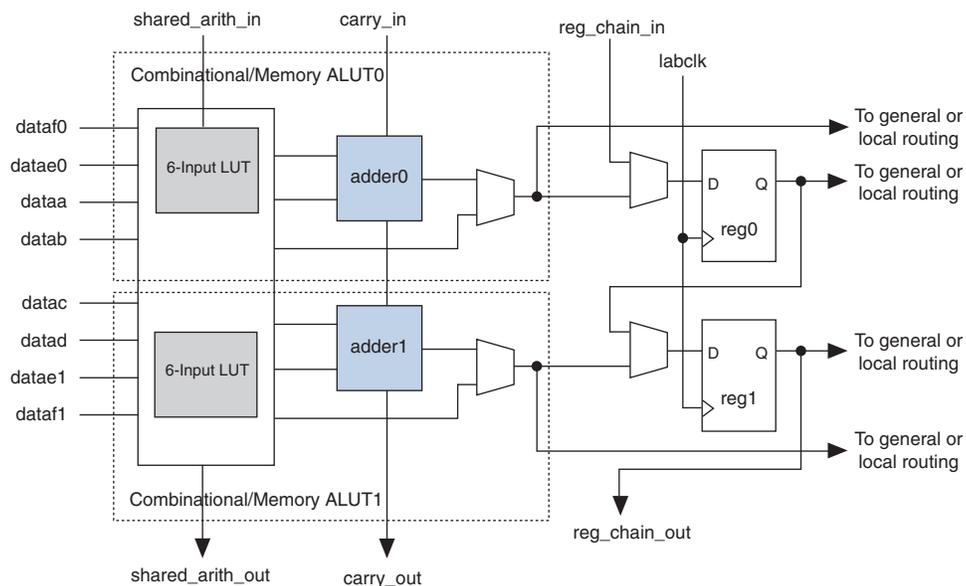 shared_arith_in
carry_in
reg_chain_in
labclk
Combinational/Memory ALUT0
dataf0
datae0
dataa
datab
6-Input LUT
adder0
D
Q
reg0
To general or
local routing
To general or
local routing
datac
datad
datae1
dataf1
6-Input LUT
adder1
D
Q
reg1
To general or
local routing
To general or
local routing
Combinational/Memory ALUT1
reg_chain_out
shared_arith_out
carry_out